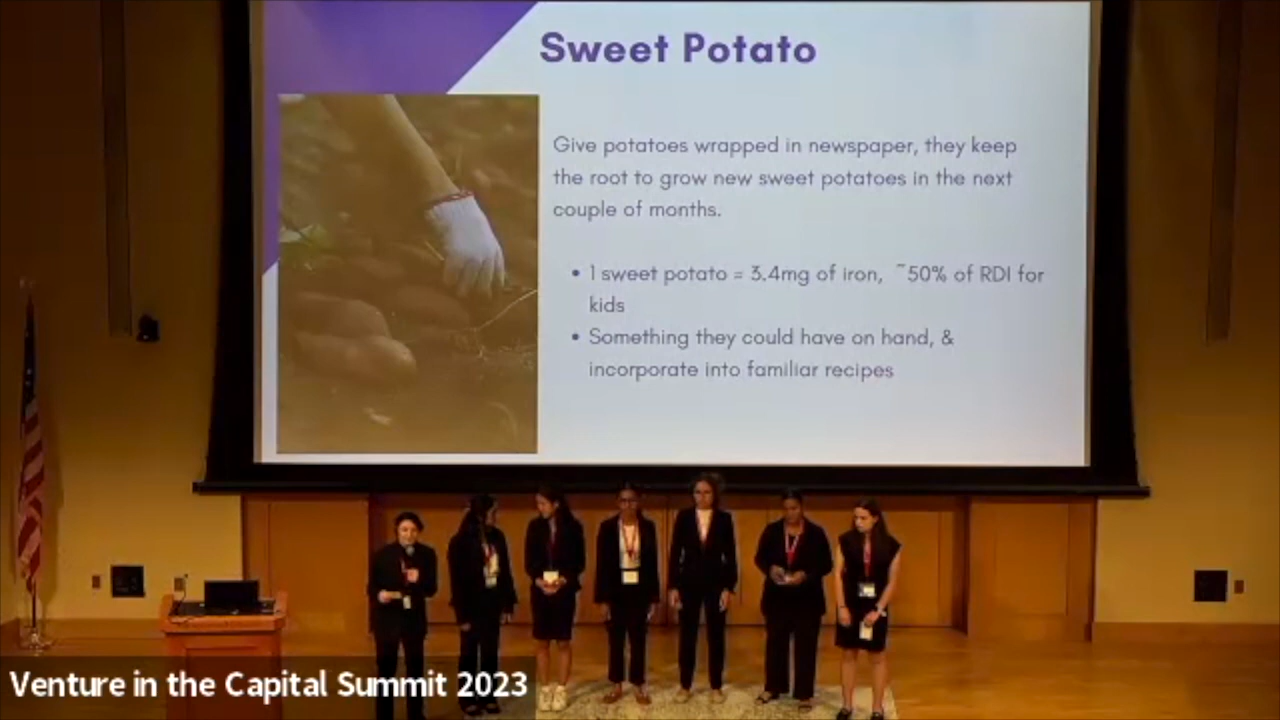 Sweet Potato
Give potatoes wrapped in newspaper, they keep
the root to grow new sweet potatoes in the next
couple of months.
• 1 sweet potato = 3.4mg of iron, ~50% of RDI for
kids
• Something they could have on hand, &
incorporate into familiar recipes
Venture in the Capital Summit 2023